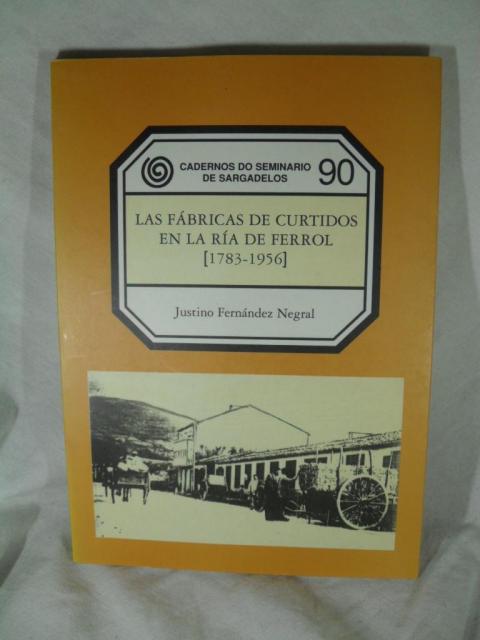 CADERNOS DO SEMINARIO
DE SARGADELOS
90
LAS FÁBRICAS DE CURTIDOS
EN LA RÍA DE FERROL
[1783-1956]
Justino Fernández Negral